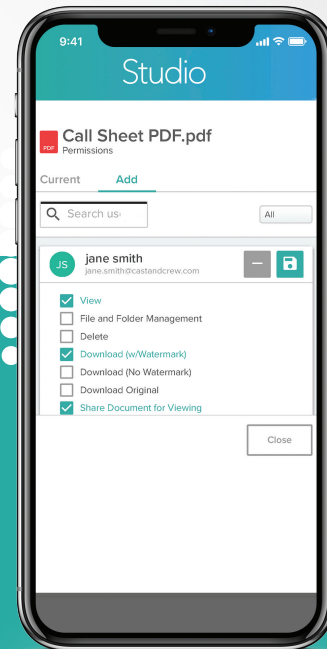 9:41
Studio
PDF
Call Sheet PDF.pdf
Permissions
Current Add
Search us
All
JS
jane smith
jane.smith@castandcrew.com
View
File and Folder Management
Delete
Download (w/Watermark)
Download (No Watermark)
Download Original
Share Document for Viewing
Close